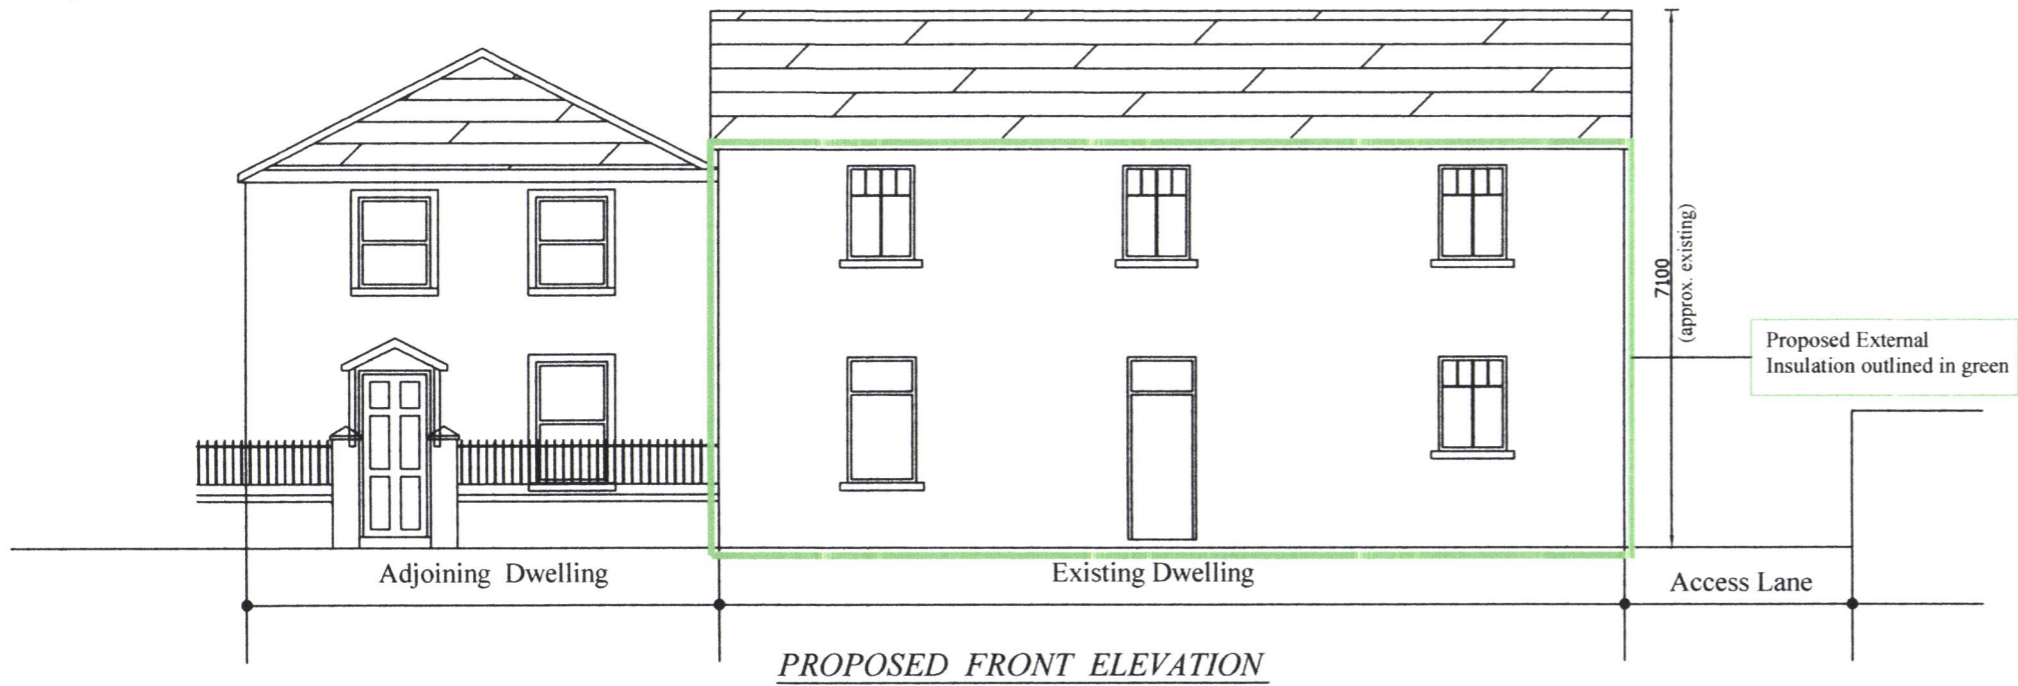 7100
(approx. existing)
Proposed External
Insulation outlined in green
Adjoining Dwelling
Existing Dwelling
Access Lane
PROPOSED FRONT ELEVATION